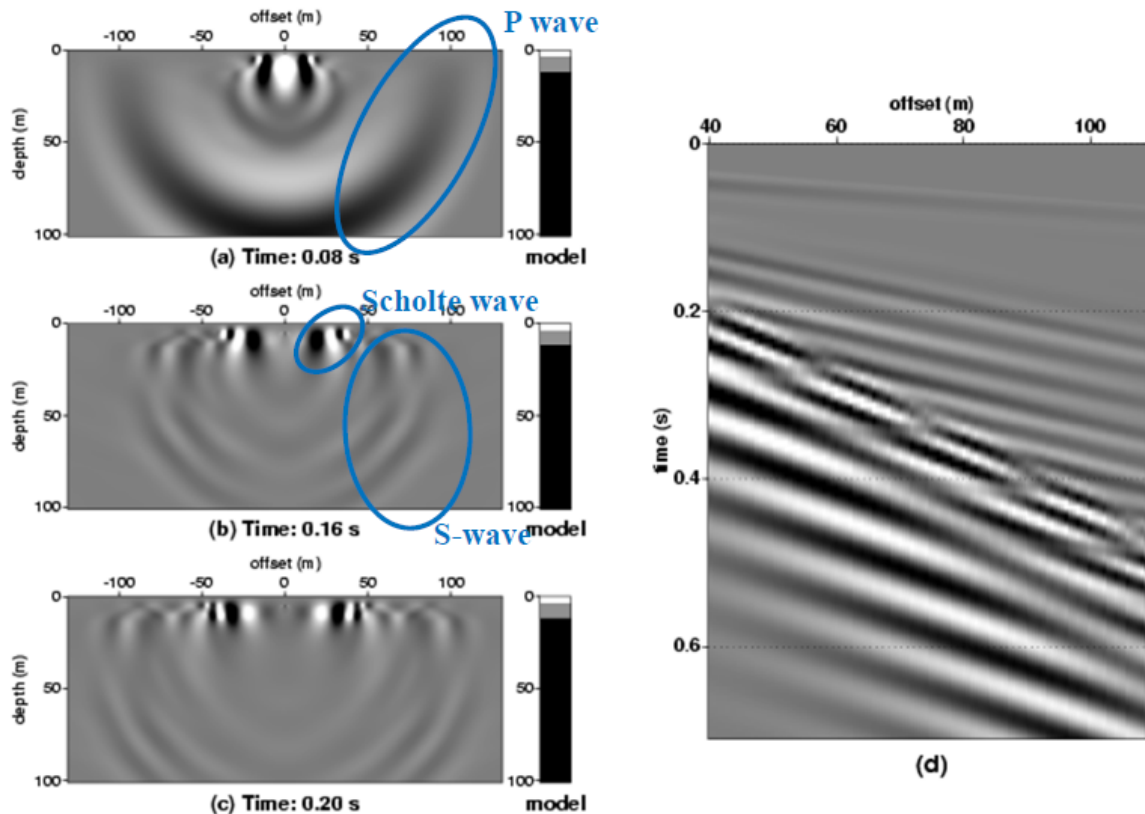 offset (m)
P wave
-100 -50 0 50 100
0
50
100
depth (m)
0
50
100
(a) Time: 0.08 s
model
offset (m)
Scholte wave
-100 -50 0 50 100
0
50
100
depth (m)
0
50
100
(b) Time: 0.16 s
model
S-wave
offset (m)
-100 -50 0 50 100
0
50
100
depth (m)
0
50
100
(c) Time: 0.20 s
model
offset (m)
40 60 80 100
0
0.2
0.4
0.6
time (s)
(d)